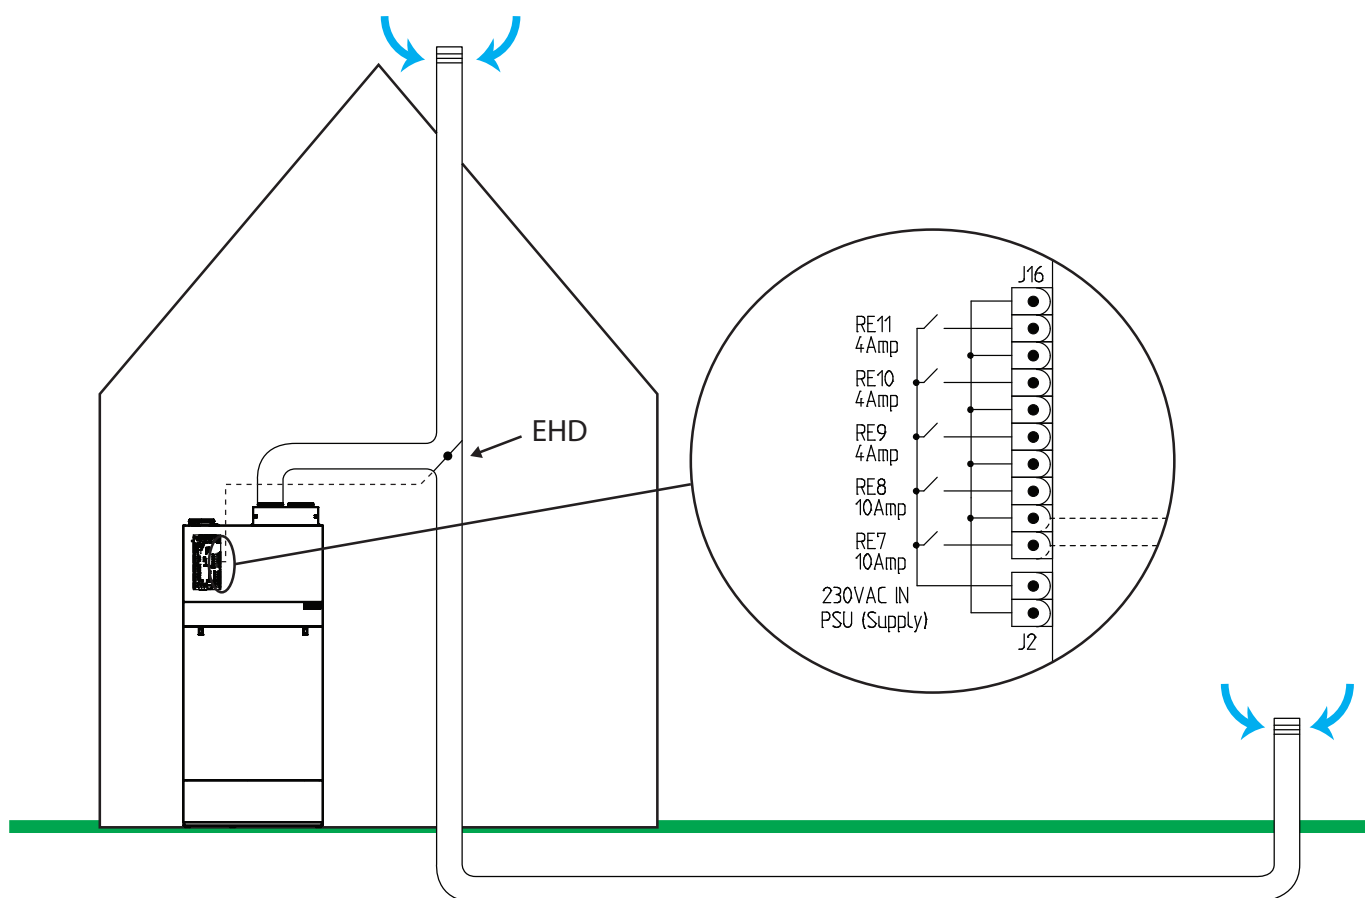 EHD
J16
RE11
4Amp
RE10
4Amp
RE9
4Amp
RE8
10Amp
RE7
10Amp
230VAC IN
PSU (Supply)
J2